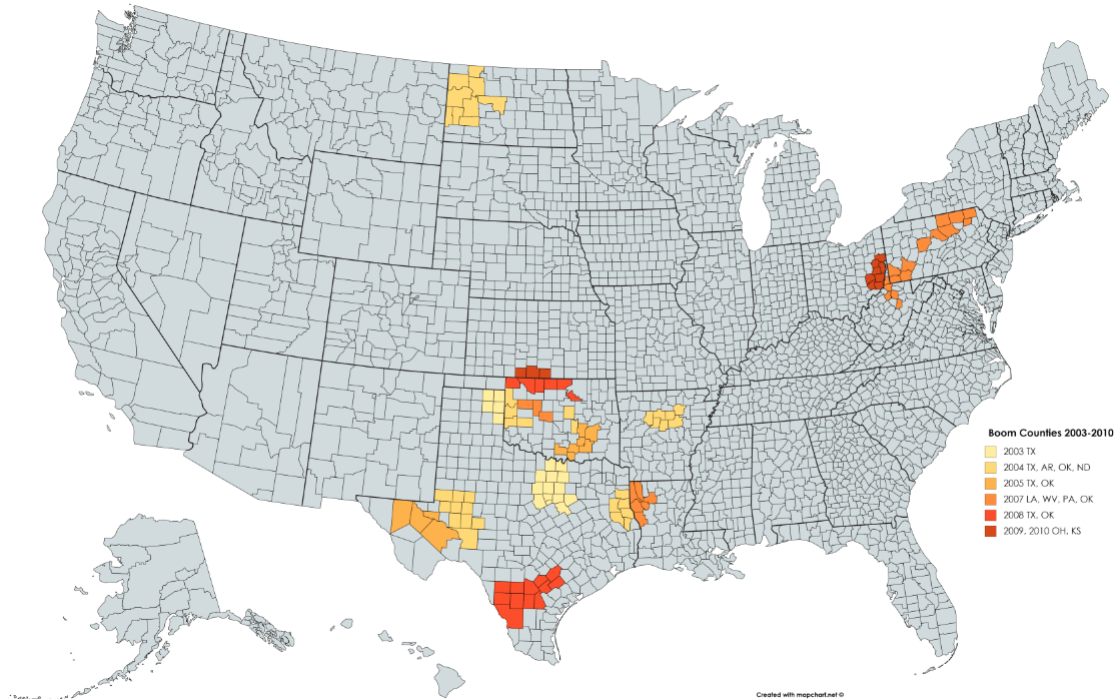 Boom Counties 2003-2010
2003 TX
2004 TX, AR, OK, ND
2005 TX, OK
2007 LA, WV, PA, OK
2008 TX, OK
2009, 2010 OH, KS
Created with mapchart.net ©